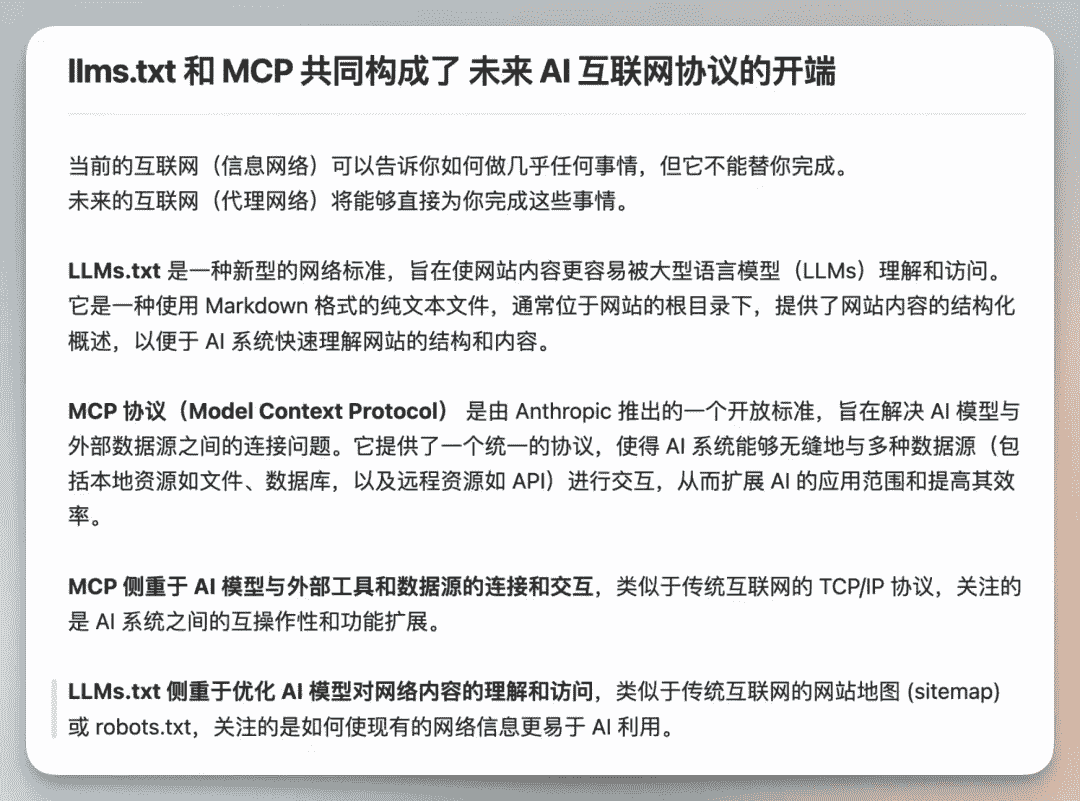 llms.txt 和 MCP 共同构成了 未来 AI 互联网协议的开端
当前的互联网（信息网络）可以告诉你如何做几乎任何事情，但它不能替你完成。
未来的互联网（代理网络）将能够直接为你完成这些事情。
LLMs.txt 是一种新型的网络标准，旨在使网站内容更容易被大型语言模型（LLMs）理解和访问。
它是一种使用 Markdown 格式的纯文本文件，通常位于网站的根目录下，提供了网站内容的结构化
概述，以便于 AI 系统快速理解网站的结构和内容。
MCP 协议（Model Context Protocol） 是由 Anthropic 推出的一个开放标准，旨在解决 AI 模型与
外部数据源之间的连接问题。它提供了一个统一的协议，使得 AI 系统能够无缝地与多种数据源（包
括本地资源如文件、数据库，以及远程资源如 API）进行交互，从而扩展 AI 的应用范围和提高其效
率。
MCP 侧重于 AI 模型与外部工具和数据源的连接和交互，类似于传统互联网的 TCP/IP 协议，关注的
是 AI 系统之间的互操作性和功能扩展。
LLMs.txt 侧重于优化 AI 模型对网络内容的理解和访问，类似于传统互联网的网站地图 (sitemap)
或 robots.txt，关注的是如何使现有的网络信息更易于 AI 利用。